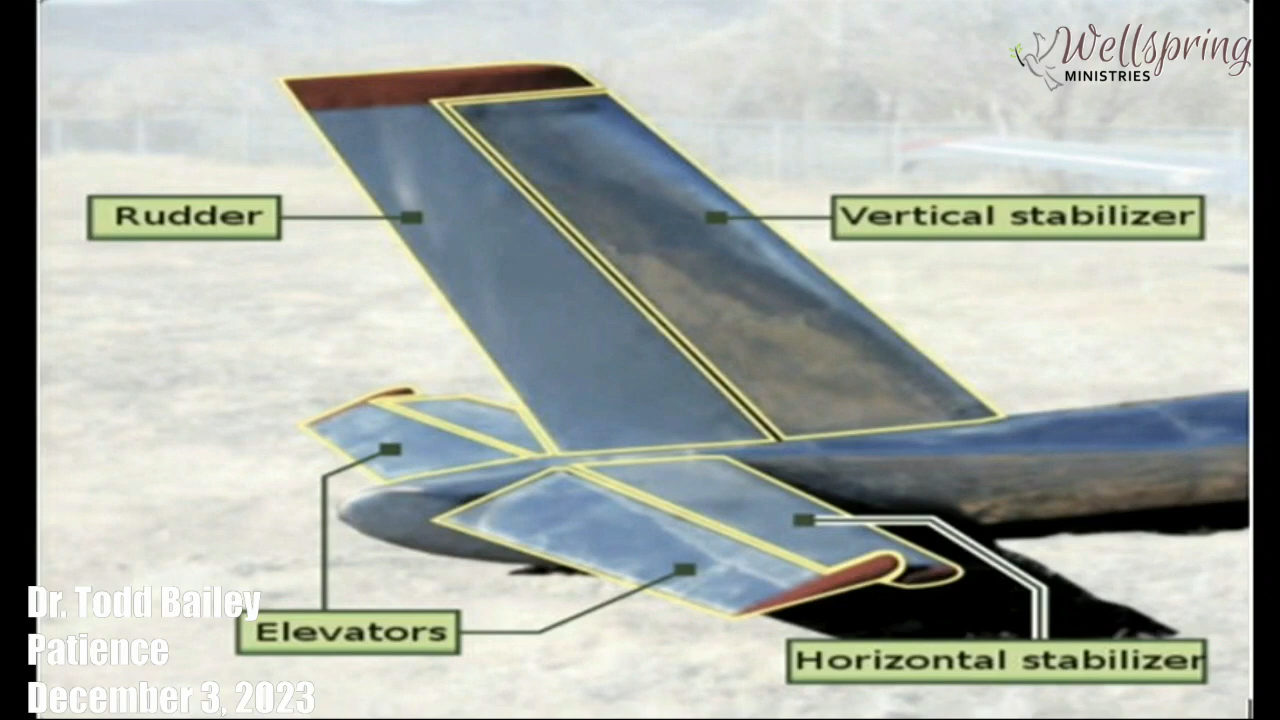 Wellspring
MINISTRIES
Rudder
Vertical stabilizer
Elevators
Horizontal stabilizer
Dr. Todd Bailey
Patience
December 3, 2023